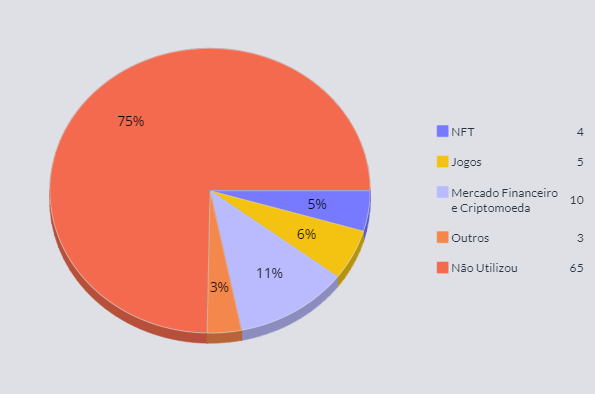 75%
5%
6%
11%
3%
NFT 4
Jogos 5
Mercado Financeiro
e Criptomoeda 10
Outros 3
Não Utilizou 65